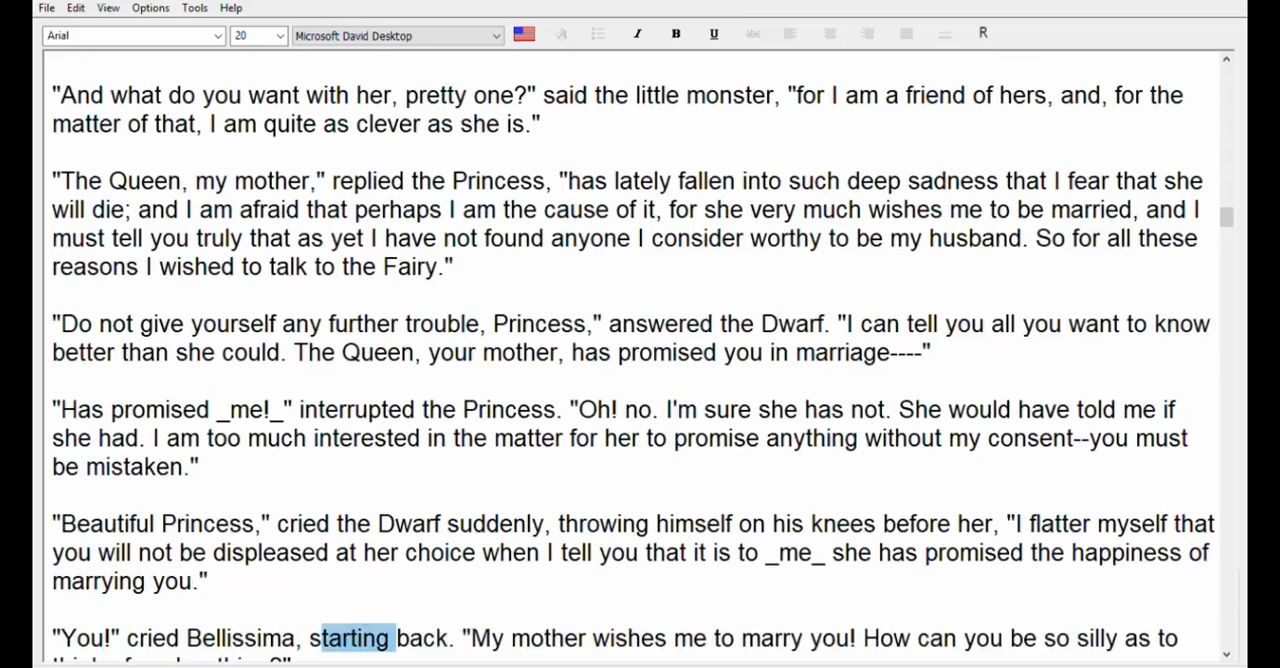 File Edit View Options Tools Help
Arial 20 Microsoft David Desktop I B U abc R
"And what do you want with her, pretty one?" said the little monster, "for I am a friend of hers, and, for the
matter of that, I am quite as clever as she is."
"The Queen, my mother," replied the Princess, "has lately fallen into such deep sadness that I fear that she
will die; and I am afraid that perhaps I am the cause of it, for she very much wishes me to be married, and I
must tell you truly that as yet I have not found anyone I consider worthy to be my husband. So for all these
reasons I wished to talk to the Fairy."
"Do not give yourself any further trouble, Princess," answered the Dwarf. "I can tell you all you want to know
better than she could. The Queen, your mother, has promised you in marriage----"
"Has promised _me!_" interrupted the Princess. "Oh! no. I'm sure she has not. She would have told me if
she had. I am too much interested in the matter for her to promise anything without my consent--you must
be mistaken."
"Beautiful Princess," cried the Dwarf suddenly, throwing himself on his knees before her, "I flatter myself that
you will not be displeased at her choice when I tell you that it is to _me_ she has promised the happiness of
marrying you."
"You!" cried Bellissima, starting back. "My mother wishes me to marry you! How can you be so silly as to